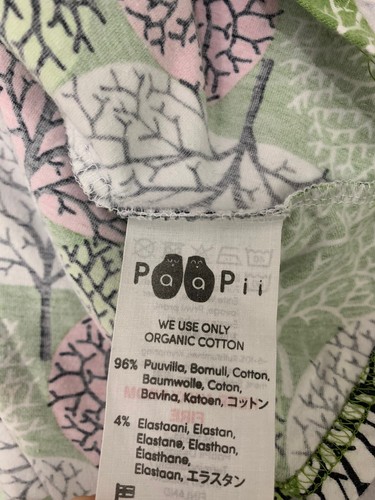 PaaPii
WE USE ONLY
ORGANIC COTTON
96% Puuvilla, Bomull, Cotton,
Baumwolle, Coton,
Bavlna, Katoen, コットン
4% Elastaani, Elastan,
Elastane, Elasthan,
Élasthane,
Elastaan, エラスタン